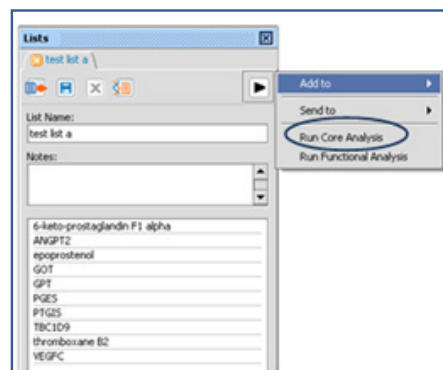 Lists
test list a
Add to
Send to
Run Core Analysis
Run Functional Analysis
List Name:
test list a
Notes:
6-keto-prostaglandin F1 alpha
ANGPT2
epoprostenol
GOT
GPT
PGES
PTGIS
TBC1D9
thromboxane B2
VEGFC